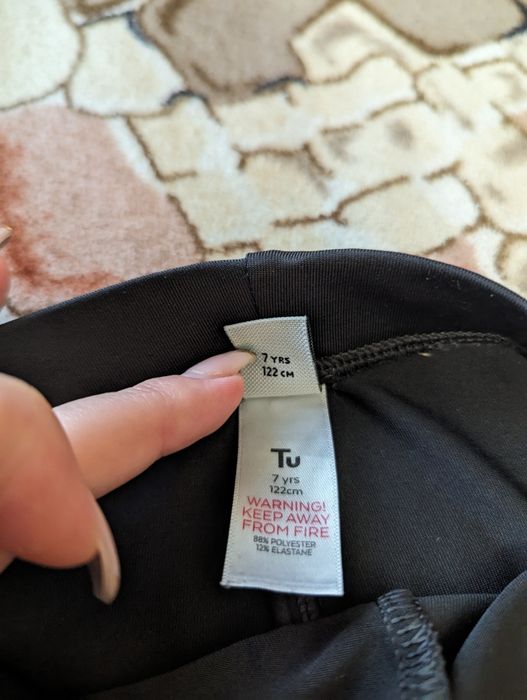 7 YRS
122 CM
Tu
7 yrs
122cm
WARNING!
KEEP AWAY
FROM FIRE
88% POLYESTER
12% ELASTANE